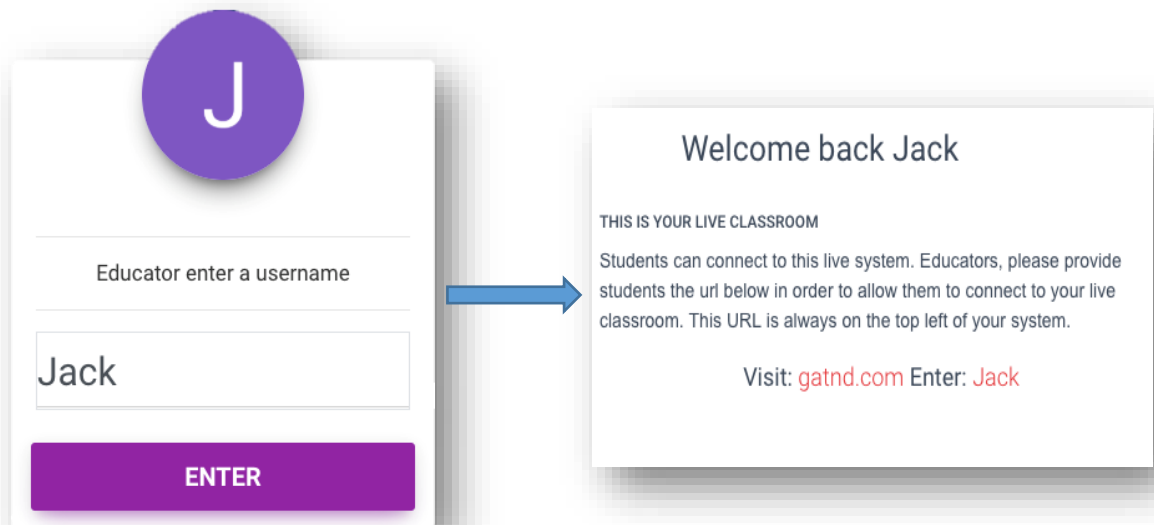 J
Educator enter a username
Jack
ENTER
Welcome back Jack
THIS IS YOUR LIVE CLASSROOM
Students can connect to this live system. Educators, please provide
students the url below in order to allow them to connect to your live
classroom. This URL is always on the top left of your system.
Visit: gatnd.com Enter: Jack